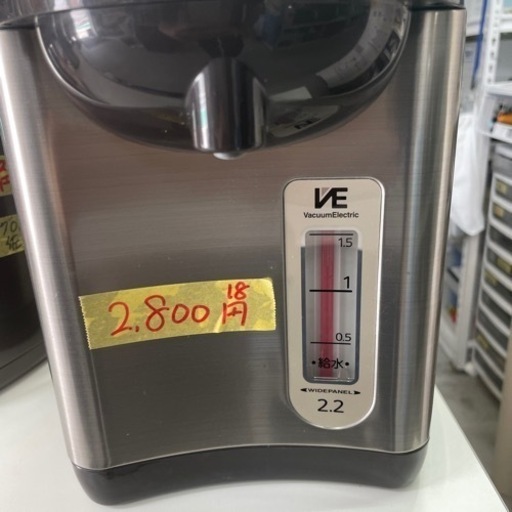 VE
VacuumElectric
1.5
1
0.5
・給水・
◀WIDEPANEL▶
2.2
18
2,800円